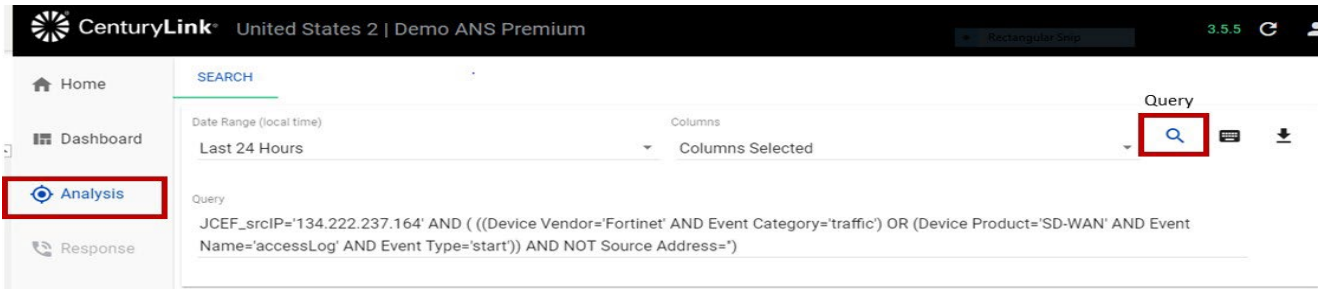 CenturyLink® United States 2 | Demo ANS Premium
Rectangular Snip
3.5.5
Home
SEARCH
Query
Date Range (local time)
Columns
Dashboard
Last 24 Hours
Columns Selected
Analysis
Query
JCEF_srcIP='134.222.237.164' AND ( ((Device Vendor='Fortinet' AND Event Category='traffic') OR (Device Product='SD-WAN' AND Event
Name='accessLog' AND Event Type='start')) AND NOT Source Address='')
Response